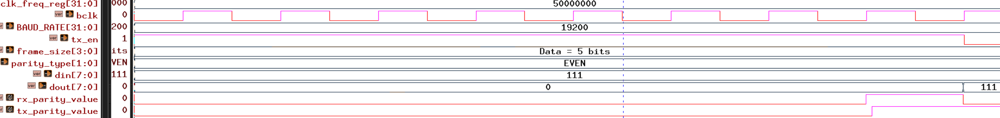 clk_freq_reg[31:0] 000 50000000
ver bclk 0
r BAUD_RATE[31:0] 200 19200
ver tx_en 1
r frame_size[3:0] its Data = 5 bits
parity_type[1:0] VEN EVEN
ver din[7:0] 111 111
ver dout[7:0] 0 0 111
r rx_parity_value 0
r tx_parity_value 0